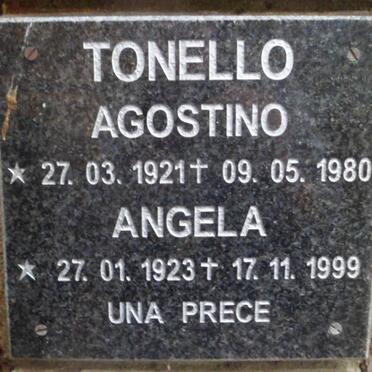 TONELLO
AGOSTINO
★ 27. 03. 1921 ✝ 09. 05. 1980
ANGELA
★ 27. 01. 1923 ✝ 17. 11. 1999
UNA PRECE